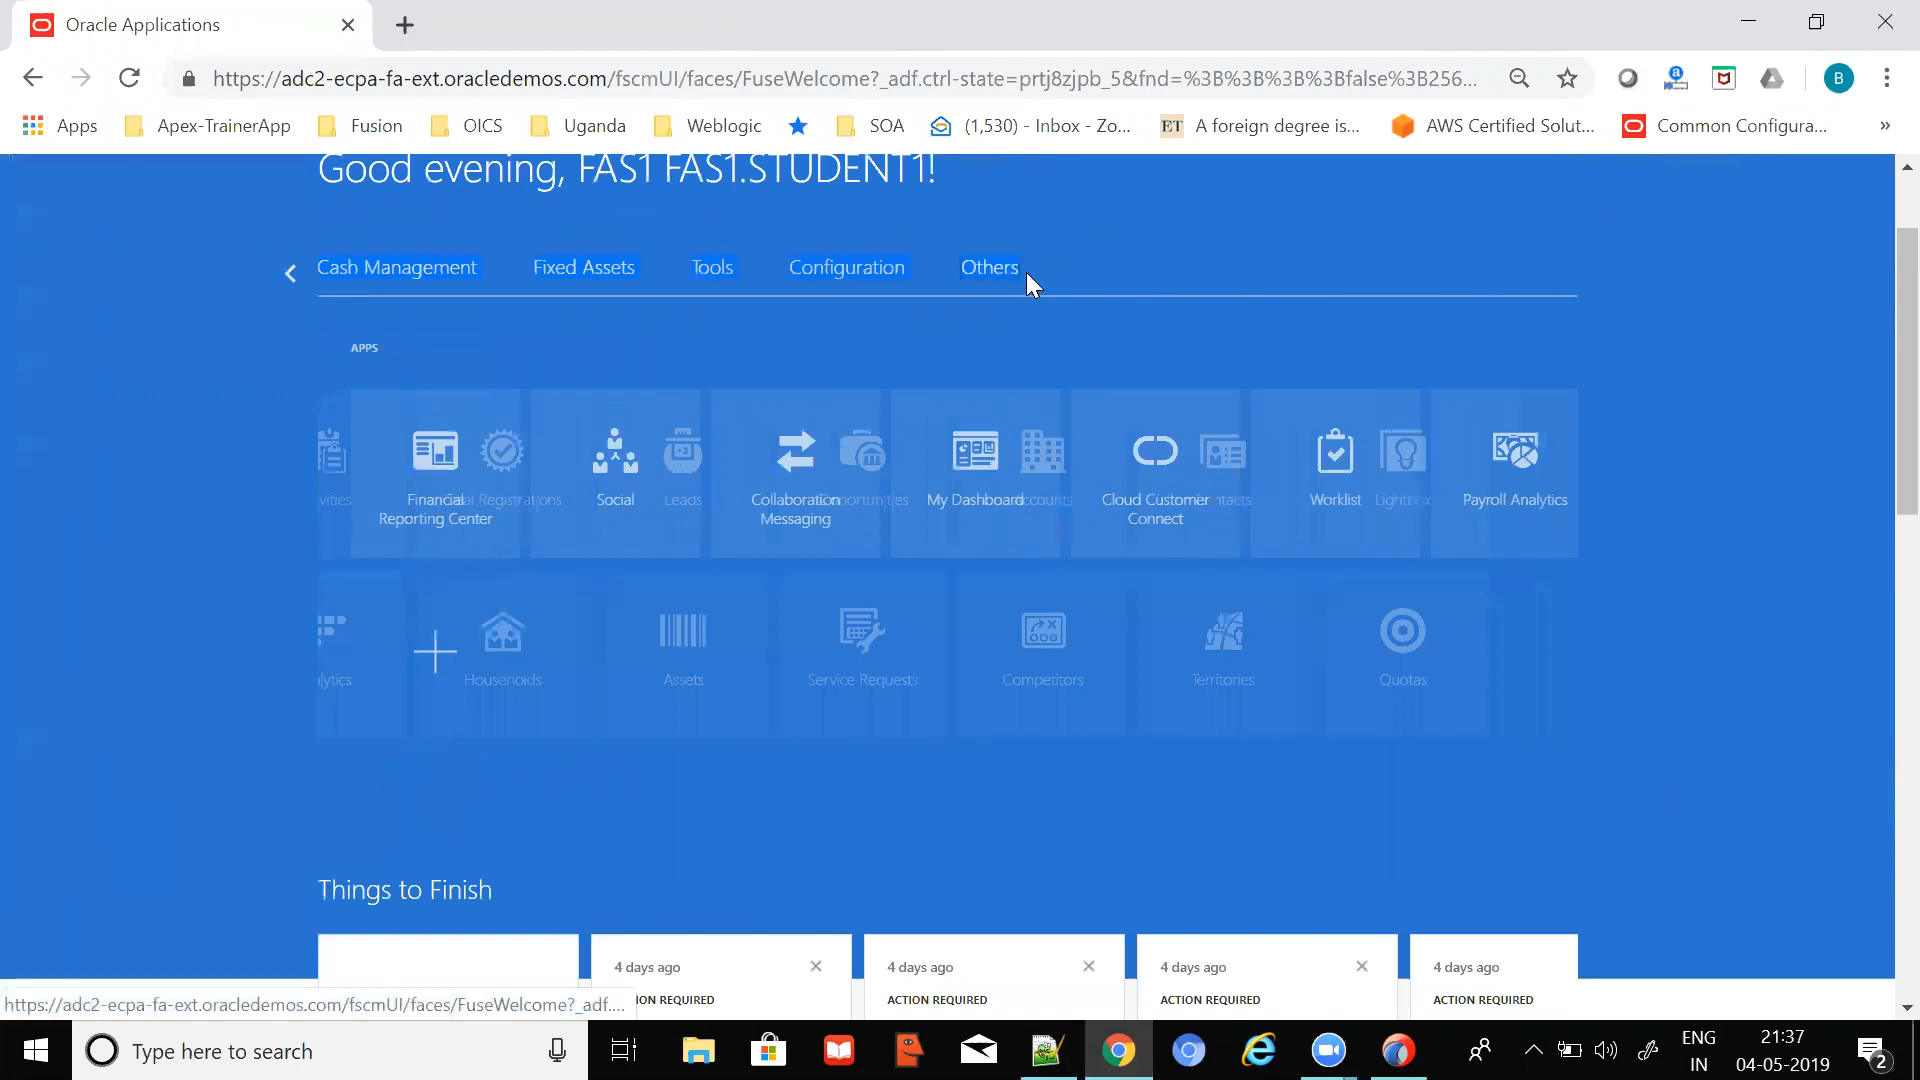 Oracle Applications
https://adc2-ecpa-fa-ext.oracledemos.com/fscmUI/faces/FuseWelcome?_adf.ctrl-state=prtj8zjpb_5&fnd=%3B%3B%3B%3Bfalse%3B256...
B
Apps
Apex-TrainerApp
Fusion
OICS
Uganda
Weblogic
SOA
(1,530) - Inbox - Zo...
ET
A foreign degree is...
AWS Certified Solut...
Common Configura...
»
Good evening, FAS1 FAS1.STUDENT1!
Cash Management
Fixed Assets
Tools
Configuration
Others
APPS
Financial Reporting Center
Social
Leads
Collaboration Messaging
My Dashboard
Cloud Customer Connect
Worklist
Payroll Analytics
Households
Assets
Service Requests
Competitors
Territories
Quotas
Things to Finish
4 days ago
4 days ago
4 days ago
4 days ago
ACTION REQUIRED
ACTION REQUIRED
ACTION REQUIRED
https://adc2-ecpa-fa-ext.oracledemos.com/fscmUI/faces/FuseWelcome?_adf....
Type here to search
ENG
IN
21:37
04-05-2019
2